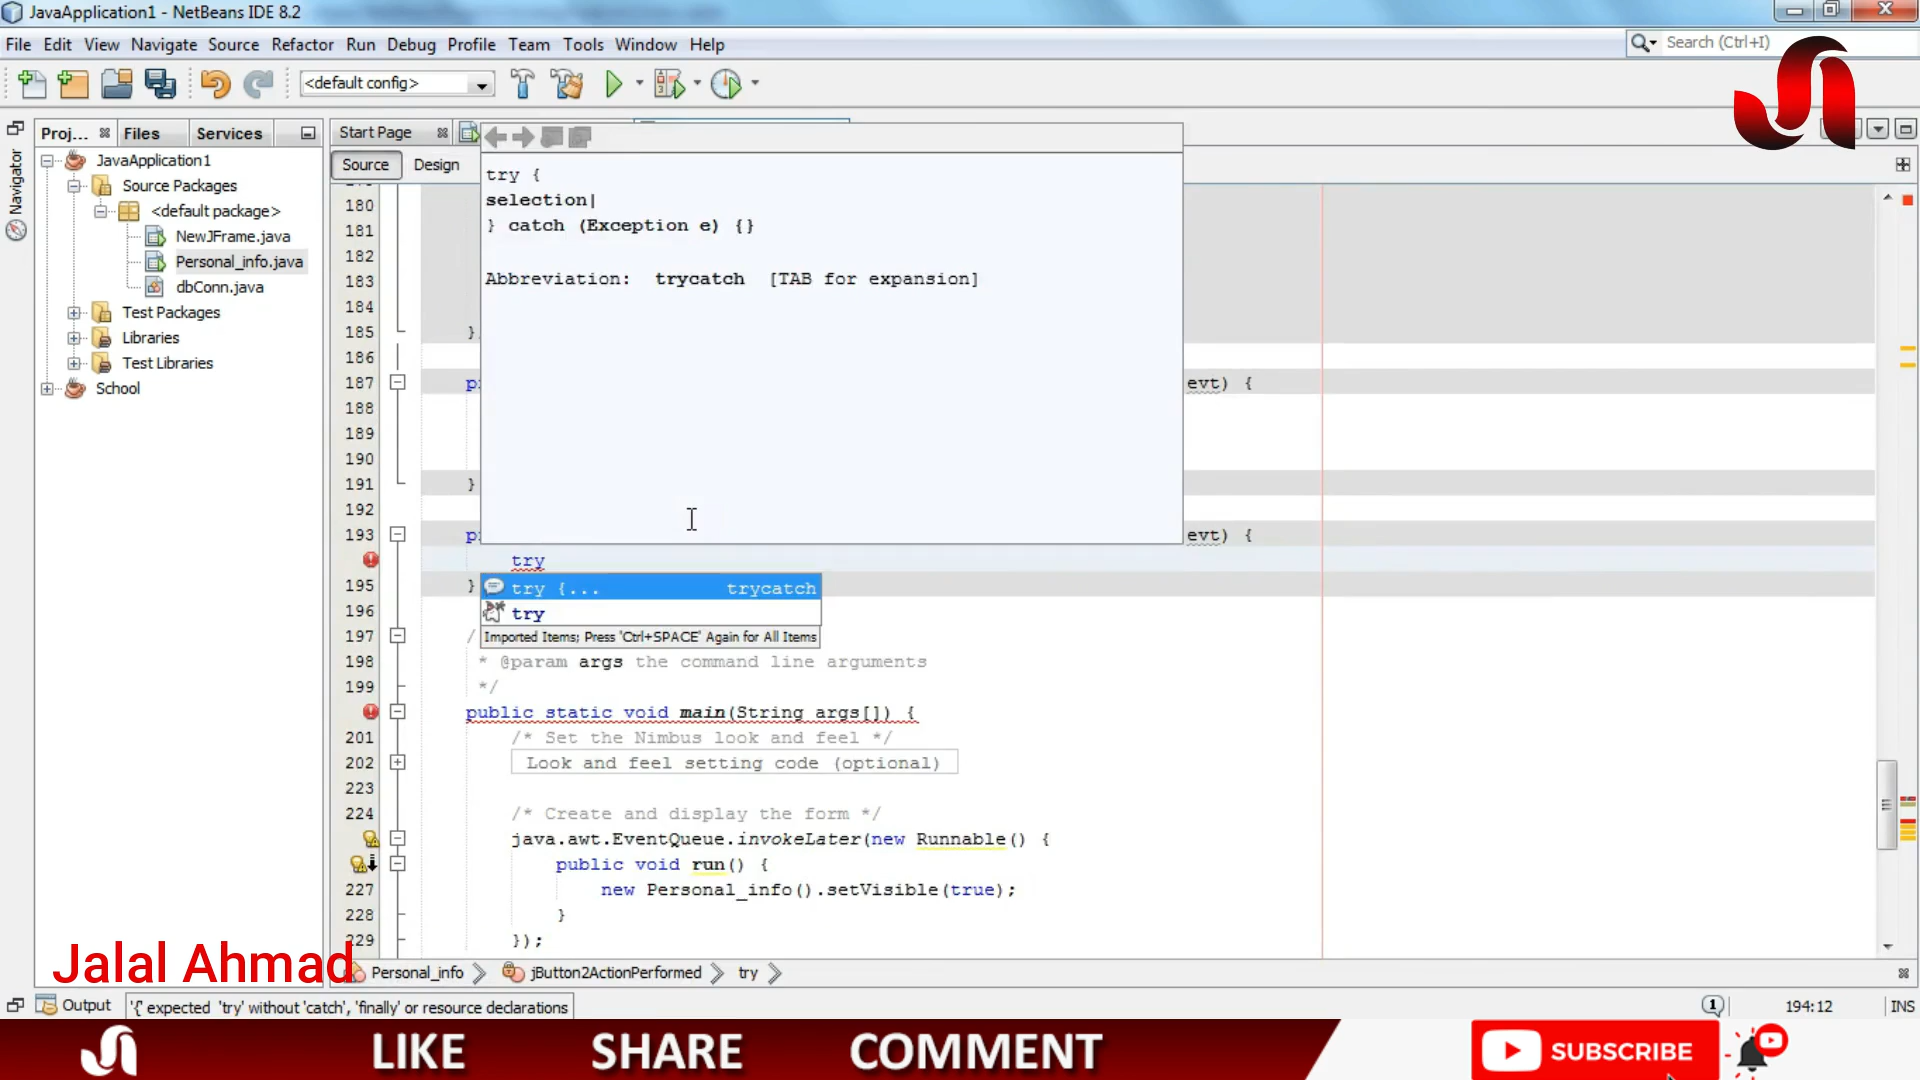 JavaApplication1 - NetBeans IDE 8.2
File Edit View Navigate Source Refactor Run Debug Profile Team Tools Window Help
Search (Ctrl+I)
<default config>
Navigator
Proj... Files Services
JavaApplication1
Source Packages
<default package>
NewJFrame.java
Personal_info.java
dbConn.java
Test Packages
Libraries
Test Libraries
School
Start Page
Source Design
try {
selection|
} catch (Exception e) {}
Abbreviation: trycatch [TAB for expansion]
180
181
182
183
184
185 }
186
187 p evt) {
188
189
190
191 }
192
193 p evt) {
try
195 }
try {... trycatch
try
Imported Items; Press 'Ctrl+SPACE' Again for All Items
196
197 /
198 * @param args the command line arguments
199 */
public static void main(String args[]) {
201 /* Set the Nimbus look and feel */
202 Look and feel setting code (optional)
223
224 /* Create and display the form */
java.awt.EventQueue.invokeLater(new Runnable() {
public void run() {
227 new Personal_info().setVisible(true);
228 }
229 });
Jalal Ahmad
Personal_info jButton2ActionPerformed try
Output '{' expected 'try' without 'catch', 'finally' or resource declarations
1 194:12 INS
LIKE SHARE COMMENT SUBSCRIBE